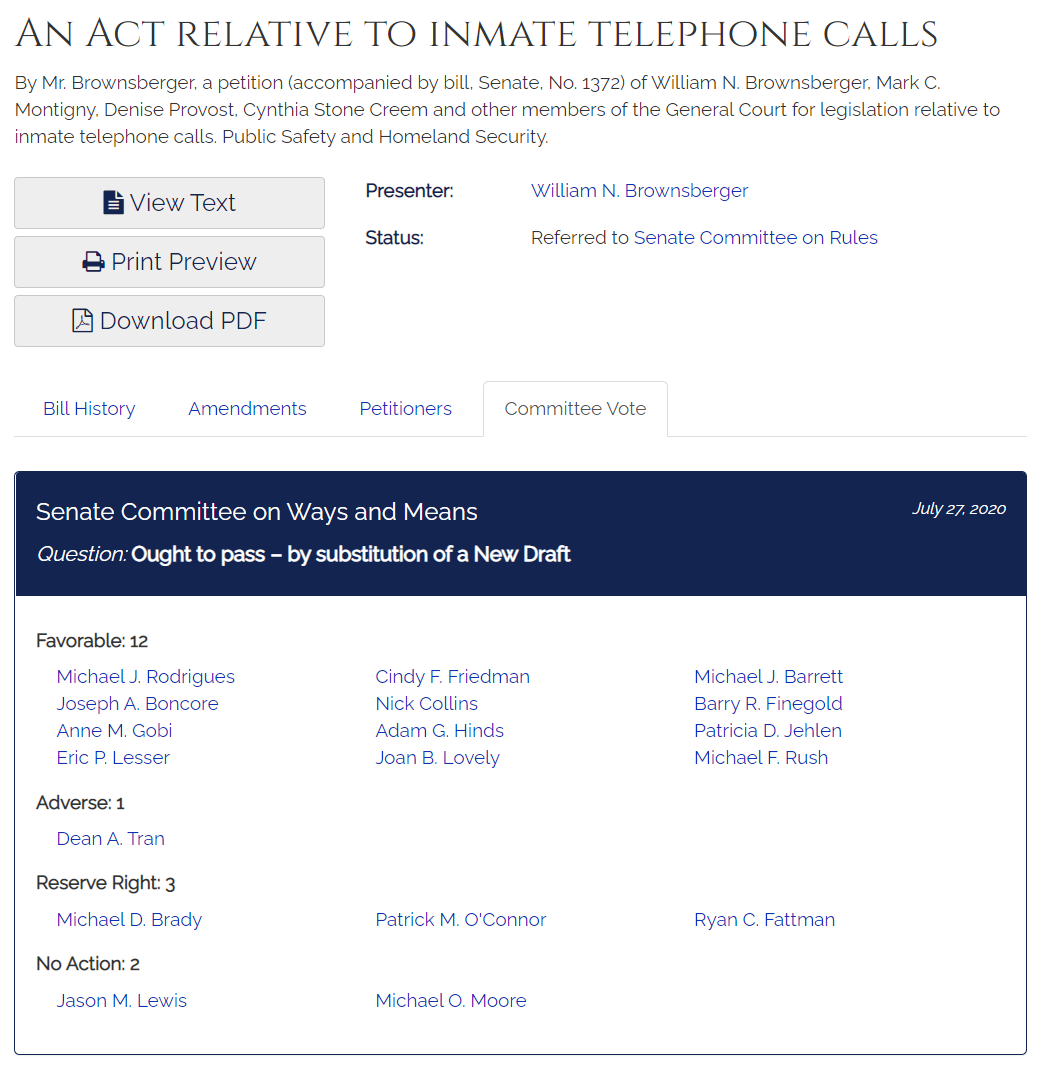 An Act relative to inmate telephone calls
By Mr. Brownsberger, a petition (accompanied by bill, Senate, No. 1372) of William N. Brownsberger, Mark C.
Montigny, Denise Provost, Cynthia Stone Creem and other members of the General Court for legislation relative to
inmate telephone calls. Public Safety and Homeland Security.
View Text
Print Preview
Download PDF
Presenter: William N. Brownsberger
Status: Referred to Senate Committee on Rules
Bill History Amendments Petitioners Committee Vote
Senate Committee on Ways and Means July 27, 2020
Question: Ought to pass – by substitution of a New Draft
Favorable: 12
Michael J. Rodrigues Cindy F. Friedman Michael J. Barrett
Joseph A. Boncore Nick Collins Barry R. Finegold
Anne M. Gobi Adam G. Hinds Patricia D. Jehlen
Eric P. Lesser Joan B. Lovely Michael F. Rush
Adverse: 1
Dean A. Tran
Reserve Right: 3
Michael D. Brady Patrick M. O'Connor Ryan C. Fattman
No Action: 2
Jason M. Lewis Michael O. Moore